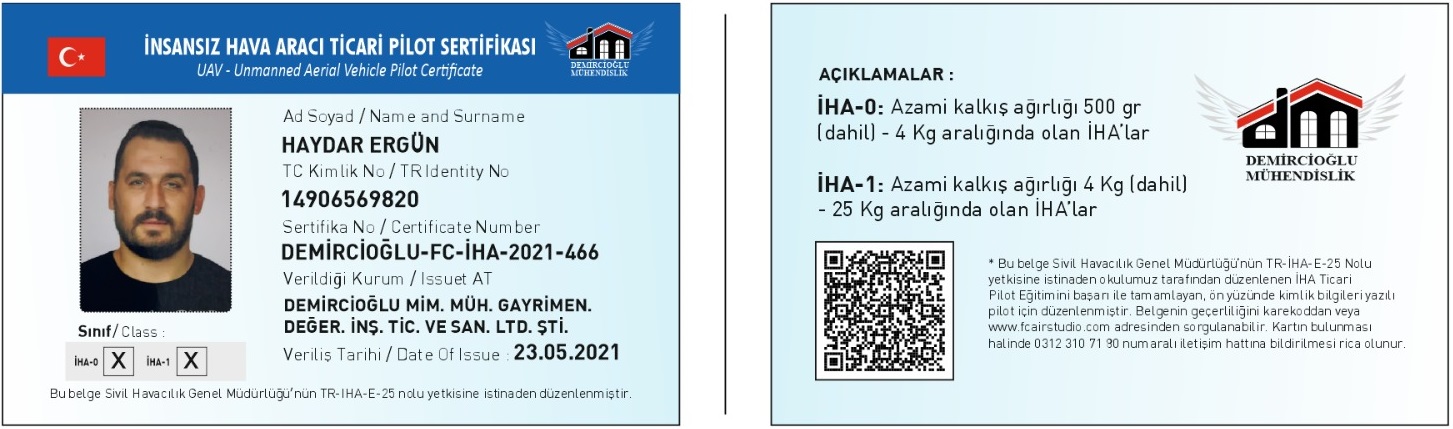 İNSANSIZ HAVA ARACI TİCARİ PİLOT SERTİFİKASI
UAV - Unmanned Aerial Vehicle Pilot Certificate
DEMİRCİOĞLU
MÜHENDİSLİK
Ad Soyad / Name and Surname
HAYDAR ERGÜN
TC Kimlik No / TR Identity No
14906569820
Sertifika No / Certificate Number
DEMİRCİOĞLU-FC-İHA-2021-466
Verildiği Kurum / Issuet AT
DEMİRCİOĞLU MİM. MÜH. GAYRİMEN.
DEĞER. İNŞ. TİC. VE SAN. LTD. ŞTİ.
Veriliş Tarihi / Date Of Issue : 23.05.2021
Sınıf/ Class :
İHA-0 X İHA-1 X
Bu belge Sivil Havacılık Genel Müdürlüğü'nün TR-IHA-E-25 nolu yetkisine istinaden düzenlenmiştir.
AÇIKLAMALAR :
İHA-0: Azami kalkış ağırlığı 500 gr
(dahil) - 4 Kg aralığında olan İHA'lar
İHA-1: Azami kalkış ağırlığı 4 Kg (dahil)
- 25 Kg aralığında olan İHA'lar
DEMİRCİOĞLU
MÜHENDİSLİK
* Bu belge Sivil Havacılık Genel Müdürlüğü'nün TR-İHA-E-25 Nolu
yetkisine istinaden okulumuz tarafından düzenlenen İHA Ticari
Pilot Eğitimini başarı ile tamamlayan, ön yüzünde kimlik bilgileri yazılı
pilot için düzenlenmiştir. Belgenin geçerliliğini karekoddan veya
www.fcairstudio.com adresinden sorgulanabilir. Kartın bulunması
halinde 0312 310 71 90 numaralı iletişim hattına bildirilmesi rica olunur.